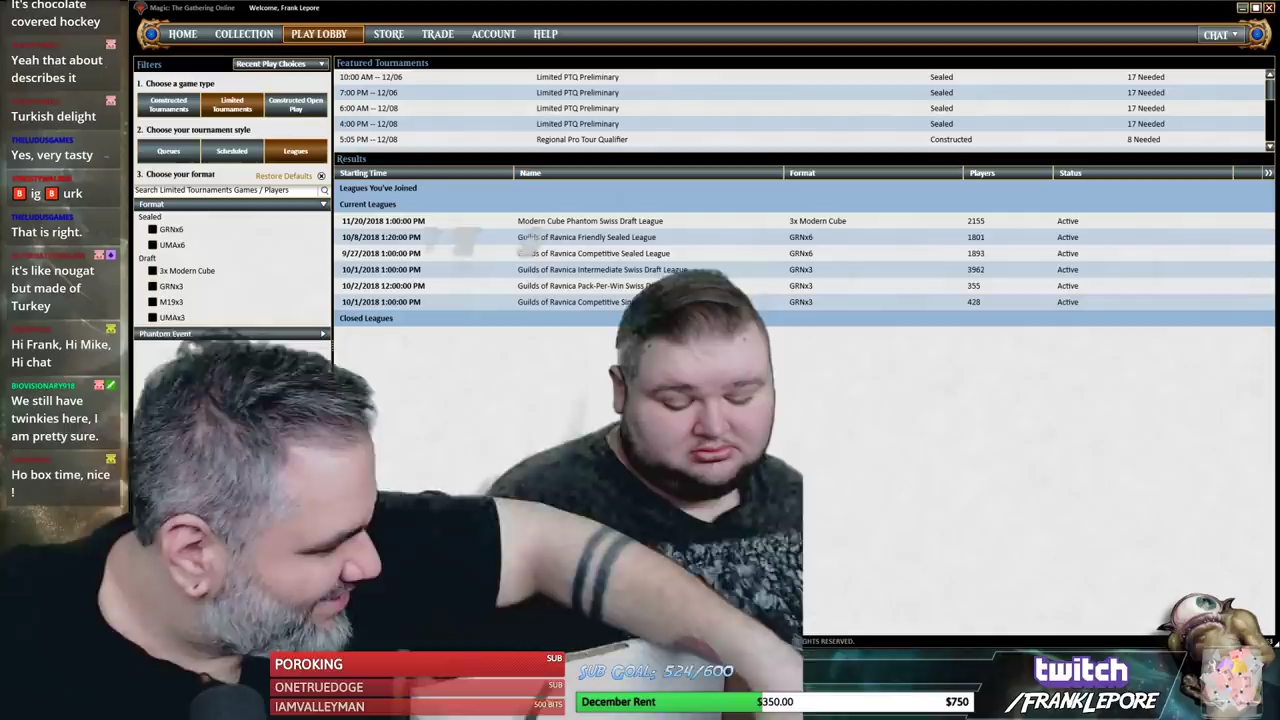 It's chocolate
covered hockey
Yeah that about
describes it
Turkish delight
THELUDUSGAMES
Yes, very tasty
B ig B urk
THELUDUSGAMES
That is right.
it's like nougat
but made of
Turkey
Hi Frank, Hi Mike,
Hi chat
BIOVISIONARY918
We still have
twinkies here, I
am pretty sure.
Ho box time, nice
!
Magic: The Gathering Online Welcome, Frank Lepore
HOME COLLECTION PLAY LOBBY STORE TRADE ACCOUNT HELP CHAT
Filters Recent Play Choices
1. Choose a game type
Constructed Tournaments Limited Tournaments Constructed Open Play
2. Choose your tournament style
Queues Scheduled Leagues
3. Choose your format Restore Defaults
Search Limited Tournaments Games / Players
Format
Sealed
GRNx6
UMAx6
Draft
3x Modern Cube
GRNx3
M19x3
UMAx3
Phantom Event
Featured Tournaments
10:00 AM -- 12/06 Limited PTQ Preliminary Sealed 17 Needed
7:00 PM -- 12/06 Limited PTQ Preliminary Sealed 17 Needed
6:00 AM -- 12/08 Limited PTQ Preliminary Sealed 17 Needed
4:00 PM -- 12/08 Limited PTQ Preliminary Sealed 17 Needed
5:05 PM -- 12/08 Regional Pro Tour Qualifier Constructed 8 Needed
Results
Starting Time Name Format Players Status
Leagues You've Joined
Current Leagues
11/20/2018 1:00:00 PM Modern Cube Phantom Swiss Draft League 3x Modern Cube 2155 Active
10/8/2018 1:20:00 PM Guilds of Ravnica Friendly Sealed League GRNx6 1801 Active
9/27/2018 1:00:00 PM Guilds of Ravnica Competitive Sealed League GRNx6 1893 Active
10/1/2018 1:00:00 PM Guilds of Ravnica Intermediate Swiss Draft League GRNx3 3962 Active
10/2/2018 12:00:00 PM Guilds of Ravnica Pack-Per-Win Swiss GRNx3 355 Active
10/1/2018 1:00:00 PM Guilds of Ravnica Competitive GRNx3 428 Active
Closed Leagues
RIGHTS RESERVED.
POROKING SUB
ONETRUEDOGE SUB
IAMVALLEYMAN 500 BITS
SUB GOAL: 524/600
December Rent $350.00 $750
twitch
/FRANKLEPORE